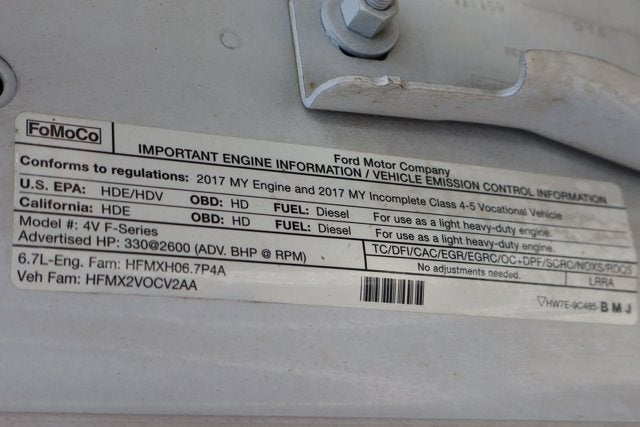 FoMoCo
Ford Motor Company
IMPORTANT ENGINE INFORMATION / VEHICLE EMISSION CONTROL INFORMATION
Conforms to regulations: 2017 MY Engine and 2017 MY Incomplete Class 4-5 Vocational Vehicle
U.S. EPA: HDE/HDV OBD: HD FUEL: Diesel For use as a light heavy-duty engine.
California: HDE OBD: HD FUEL: Diesel For use as a light heavy-duty engine.
Model #: 4V F-Series
Advertised HP: 330@2600 (ADV. BHP @ RPM)
TC/DFI/CAC/EGR/EGRC/OC+DPF/SCRC/NOXS/RDQS
No adjustments needed. LRRA
6.7L-Eng. Fam: HFMXH06.7P4A
Veh Fam: HFMX2VOCV2AA
HW7E-9C485-BMJ